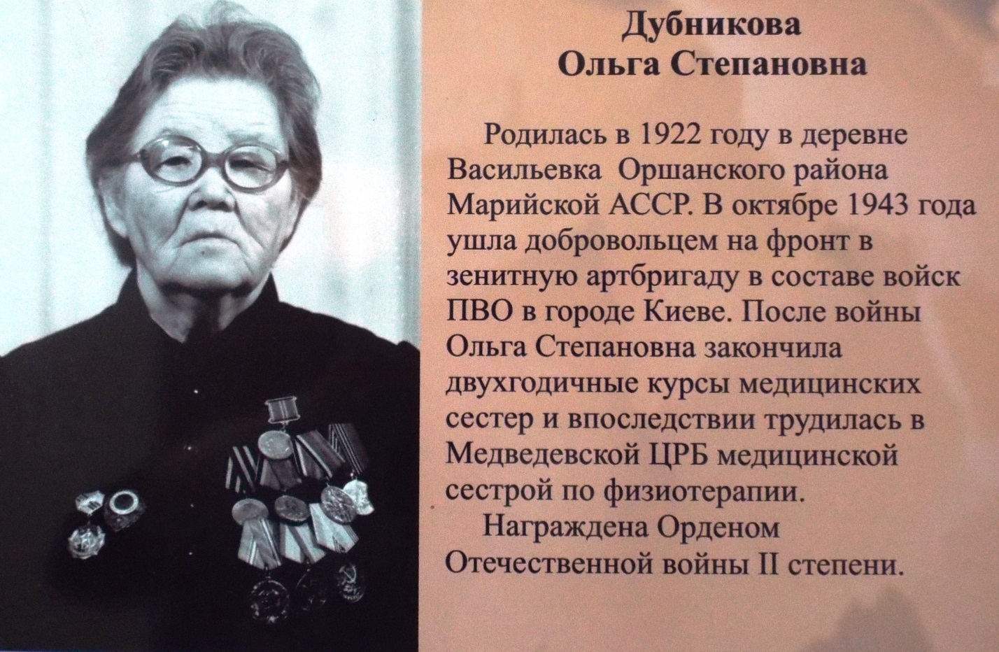 Дубникова
Ольга Степановна
Родилась в 1922 году в деревне
Васильевка Оршанского района
Марийской АССР. В октябре 1943 года
ушла добровольцем на фронт в
зенитную артбригаду в составе войск
ПВО в городе Киеве. После войны
Ольга Степановна закончила
двухгодичные курсы медицинских
сестер и впоследствии трудилась в
Медведевской ЦРБ медицинской
сестрой по физиотерапии.
Награждена Орденом
Отечественной войны II степени.